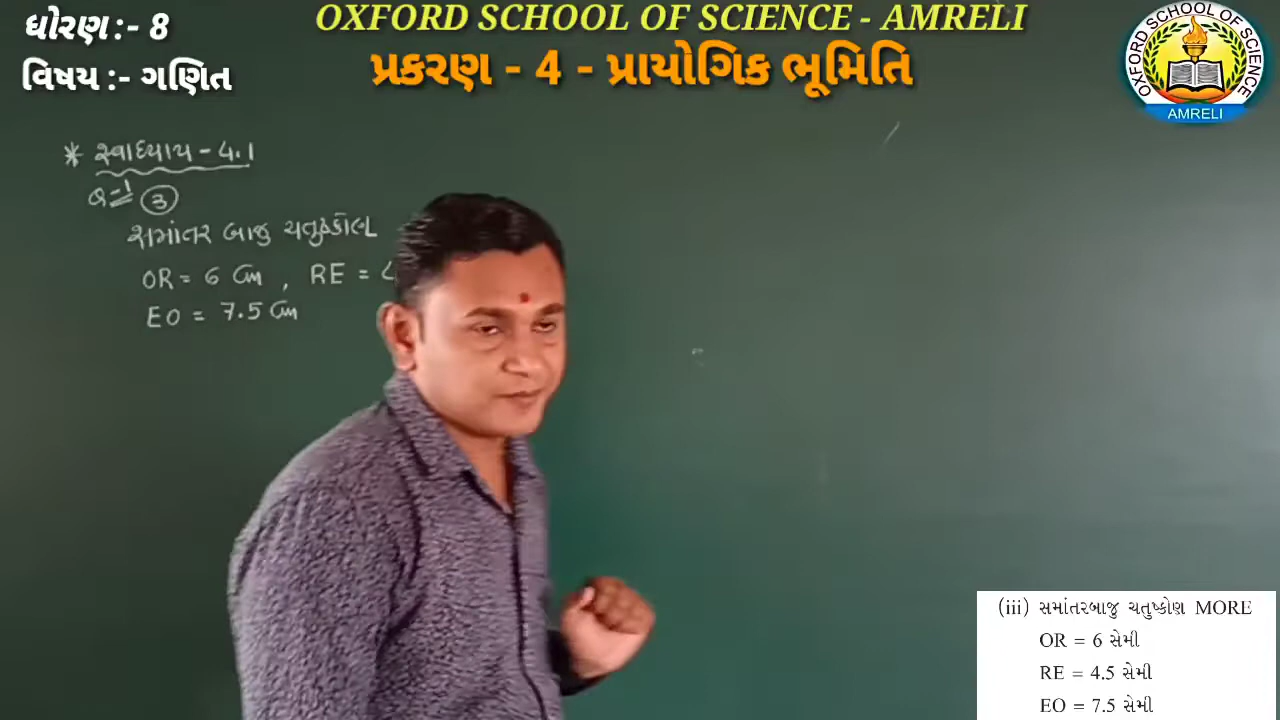 ધોરણ :- 8
વિષય :- ગણિત
OXFORD SCHOOL OF SCIENCE - AMRELI
પ્રકરણ - 4 - પ્રાયોગિક ભૂમિતિ
OXFORD SCHOOL OF SCIENCE
AMRELI
* સ્વાધ્યાય - 4.1
Q-1 (3)
સમાંતર બાજુ ચતુષ્કોણ
OR = 6 cm , RE = 4
EO = 7.5 cm
(iii) સમાંતરબાજુ ચતુષ્કોણ MORE
OR = 6 સેમી
RE = 4.5 સેમી
EO = 7.5 સેમી